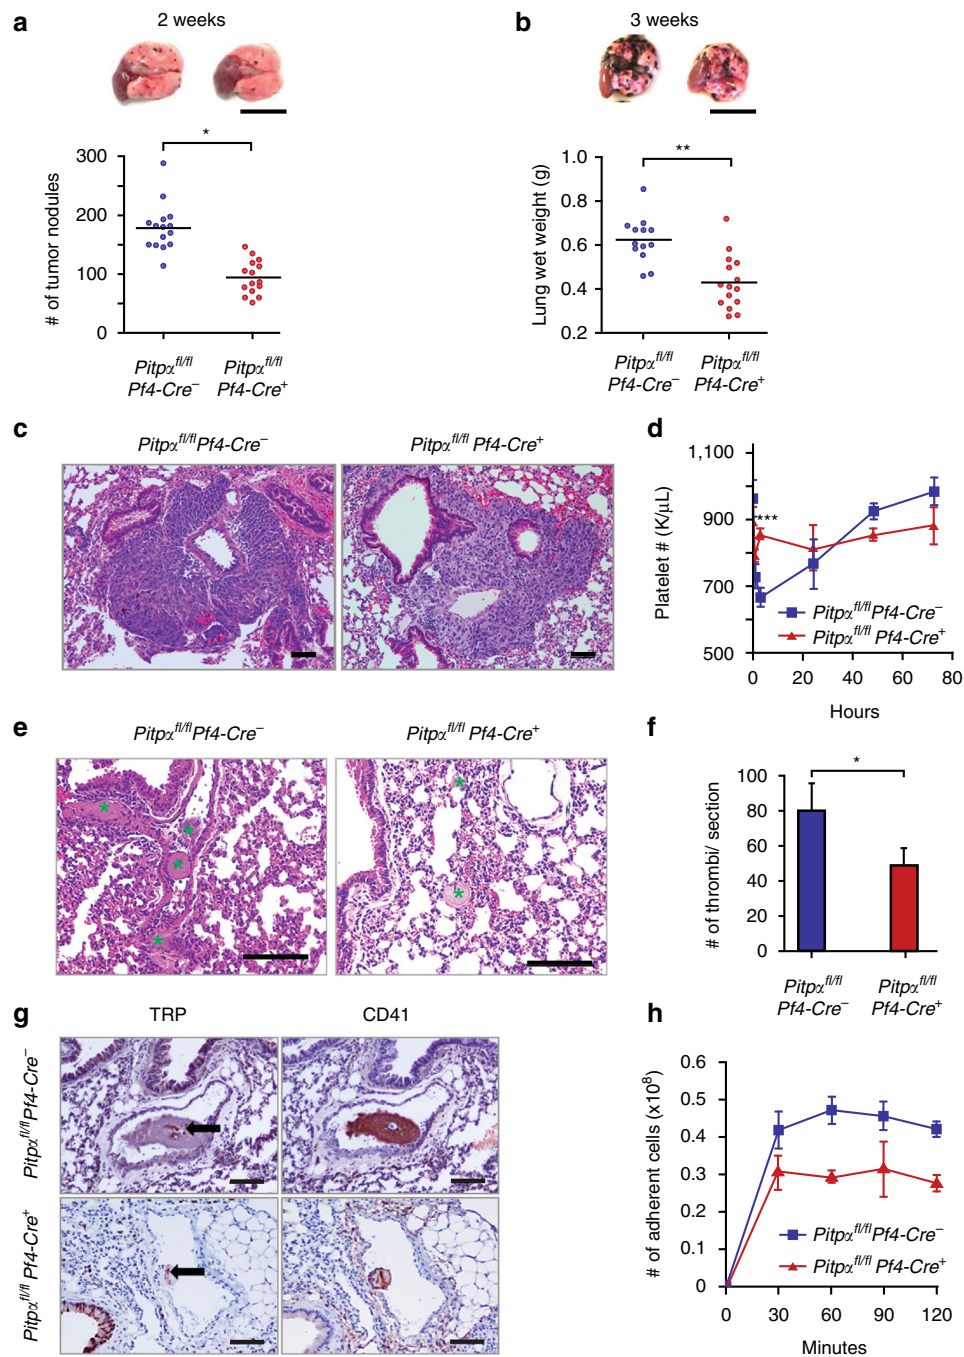 a
2 weeks
*
# of tumor nodules
300
200
100
0
Pitpα^fl/fl Pf4-Cre^–
Pitpα^fl/fl Pf4-Cre^+
b
3 weeks
**
Lung wet weight (g)
1.0
0.8
0.6
0.4
0.2
Pitpα^fl/fl Pf4-Cre^–
Pitpα^fl/fl Pf4-Cre^+
c
Pitpα^fl/fl Pf4-Cre^–
Pitpα^fl/fl Pf4-Cre^+
d
Platelet # (K/μL)
1,100
900
700
500
***
Pitpα^fl/fl Pf4-Cre^–
Pitpα^fl/fl Pf4-Cre^+
0 20 40 60 80
Hours
e
Pitpα^fl/fl Pf4-Cre^–
Pitpα^fl/fl Pf4-Cre^+
* * * *
* *
f
*
# of thrombi/ section
100
80
60
40
20
0
Pitpα^fl/fl Pf4-Cre^–
Pitpα^fl/fl Pf4-Cre^+
g
TRP
CD41
Pitpα^fl/fl Pf4-Cre^–
Pitpα^fl/fl Pf4-Cre^+
h
# of adherent cells (x10^8)
0.6
0.5
0.4
0.3
0.2
0.1
0
Pitpα^fl/fl Pf4-Cre^–
Pitpα^fl/fl Pf4-Cre^+
0 30 60 90 120
Minutes